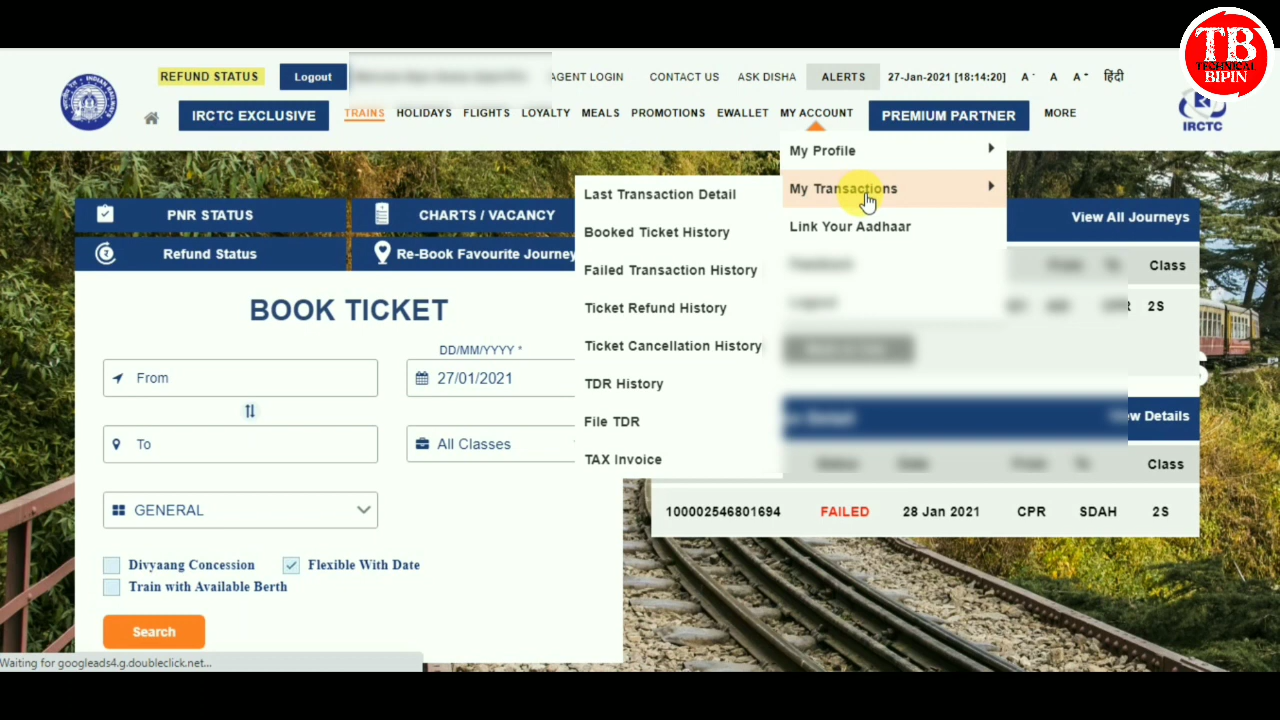 TB
TECHNICAL
BIPIN
REFUND STATUS
Logout
AGENT LOGIN
CONTACT US
ASK DISHA
ALERTS
27-Jan-2021 [18:14:20]
A-
A
A+
हिंदी
IRCTC EXCLUSIVE
TRAINS
HOLIDAYS
FLIGHTS
LOYALTY
MEALS
PROMOTIONS
EWALLET
MY ACCOUNT
PREMIUM PARTNER
MORE
IRCTC
My Profile
My Transactions
Link Your Aadhaar
Last Transaction Detail
Booked Ticket History
Failed Transaction History
Ticket Refund History
Ticket Cancellation History
TDR History
File TDR
TAX Invoice
PNR STATUS
CHARTS / VACANCY
Refund Status
Re-Book Favourite Journey
BOOK TICKET
DD/MM/YYYY *
From
27/01/2021
To
All Classes
GENERAL
Divyaang Concession
Flexible With Date
Train with Available Berth
Search
View All Journeys
Class
2S
View Details
Class
100002546801694 FAILED 28 Jan 2021 CPR SDAH 2S
Waiting for googleads4.g.doubleclick.net...